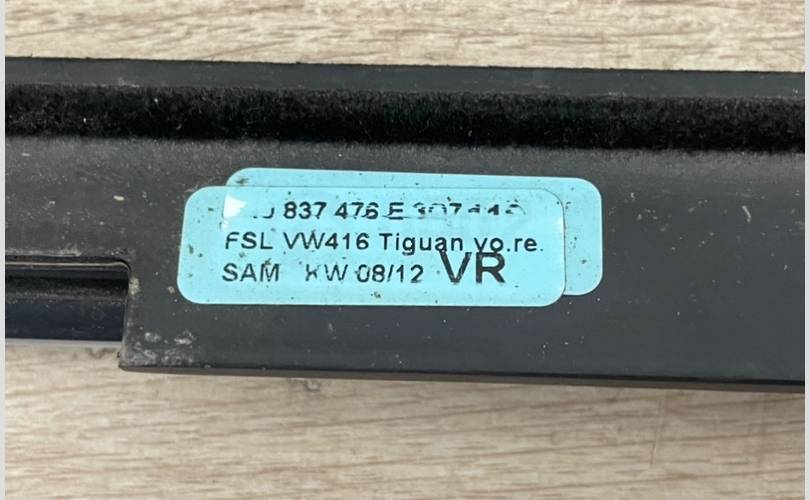 837 476 E
FSL VW416 Tiguan vo.re.
SAM KW 08/12 VR